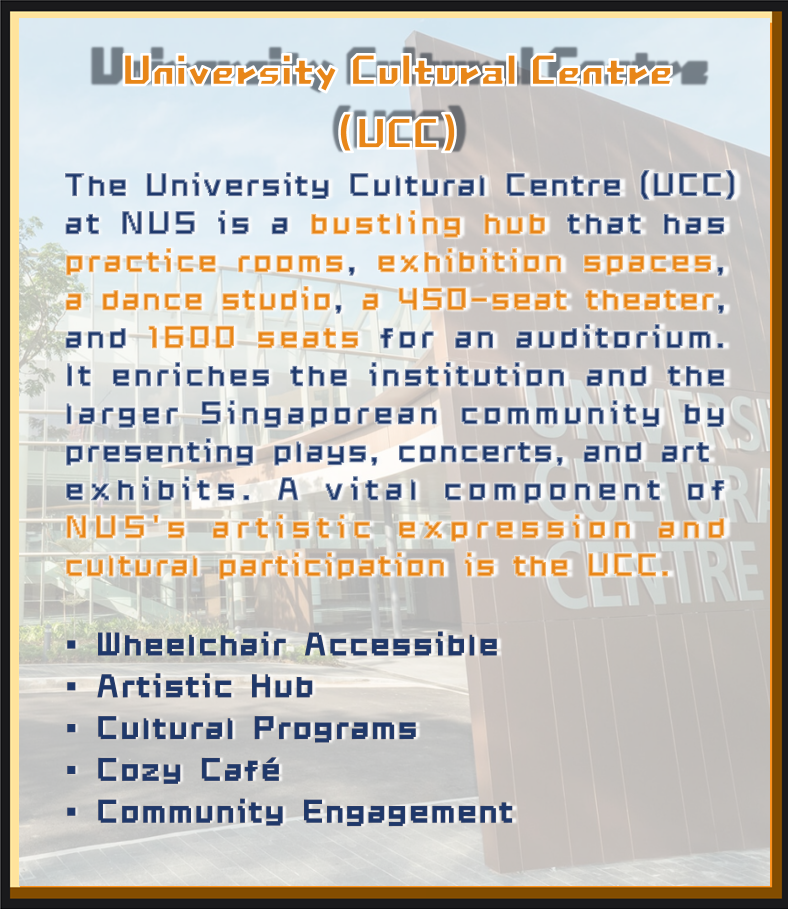 University Cultural Centre
(UCC)
The University Cultural Centre (UCC)
at NUS is a bustling hub that has
practice rooms, exhibition spaces,
a dance studio, a 450-seat theater,
and 1600 seats for an auditorium.
It enriches the institution and the
larger Singaporean community by
presenting plays, concerts, and art
exhibits. A vital component of
NUS's artistic expression and
cultural participation is the UCC.
▪ Wheelchair Accessible
▪ Artistic Hub
▪ Cultural Programs
▪ Cozy Café
▪ Community Engagement
UNIVERSI
CULTURA
CENTRE